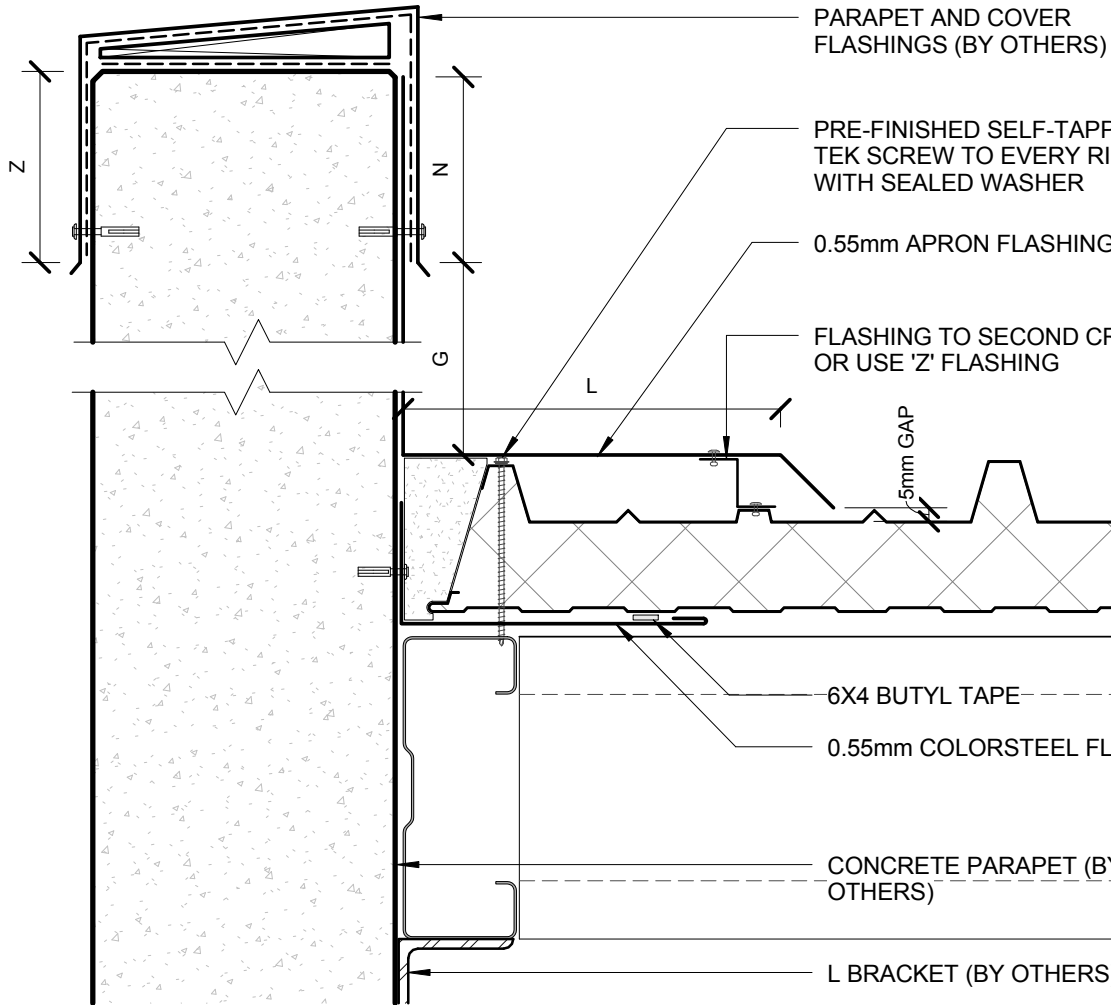 PARAPET AND COVER
FLASHINGS (BY OTHERS)
PRE-FINISHED SELF-TAPP
TEK SCREW TO EVERY RI
WITH SEALED WASHER
0.55mm APRON FLASHING
FLASHING TO SECOND CR
OR USE 'Z' FLASHING
Z
N
G
L
5mm GAP
6X4 BUTYL TAPE
0.55mm COLORSTEEL FL
CONCRETE PARAPET (BY
OTHERS)
L BRACKET (BY OTHERS